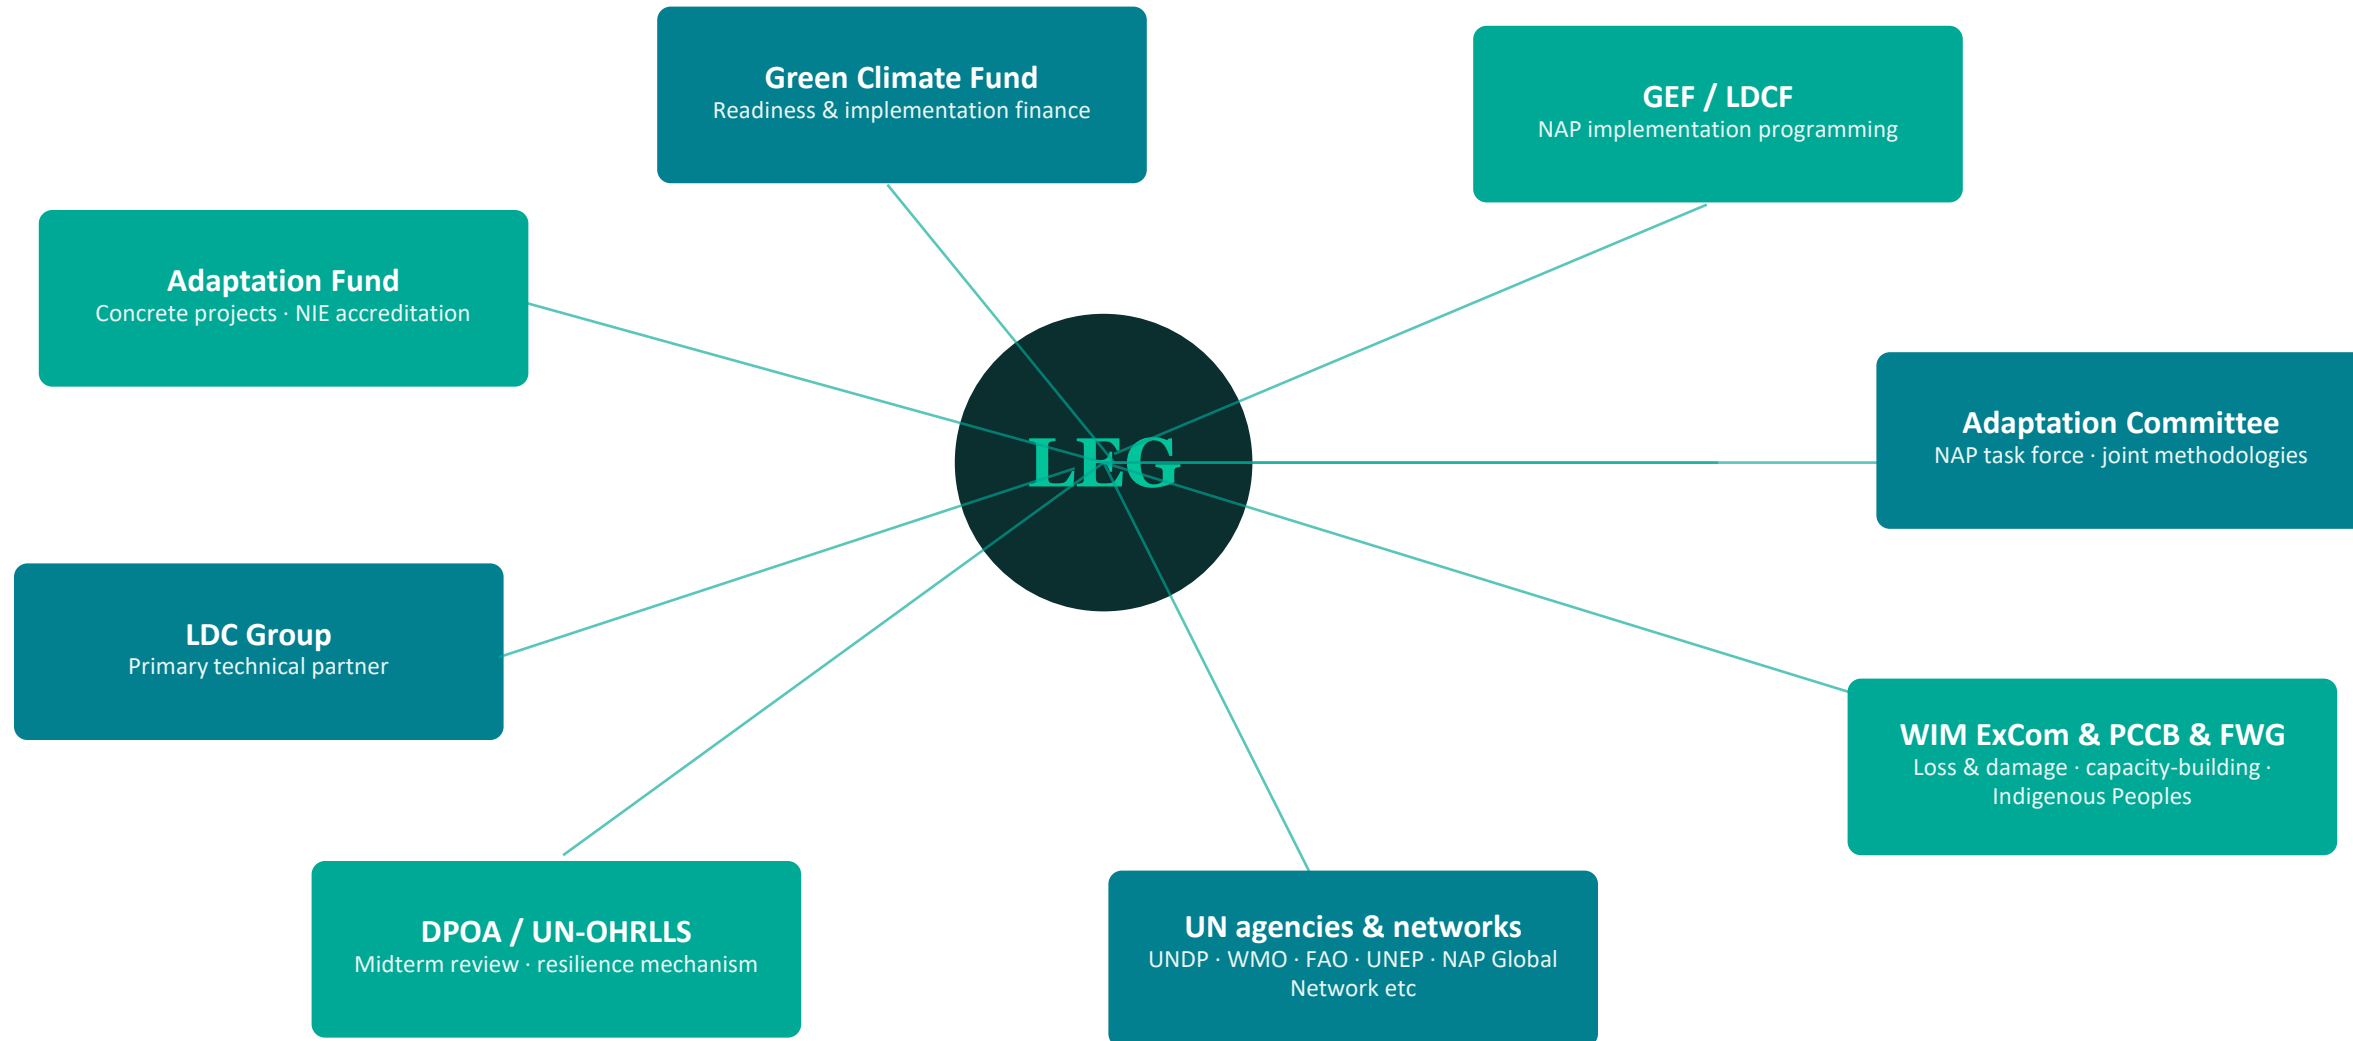 Green Climate Fund
Readiness & implementation finance
GEF / LDCF
NAP implementation programming
Adaptation Fund
Concrete projects · NIE accreditation
LEG
Adaptation Committee
NAP task force · joint methodologies
LDC Group
Primary technical partner
WIM ExCom & PCCB & FWG
Loss & damage · capacity-building ·
Indigenous Peoples
DPOA / UN-OHRLLS
Midterm review · resilience mechanism
UN agencies & networks
UNDP · WMO · FAO · UNEP · NAP Global
Network etc